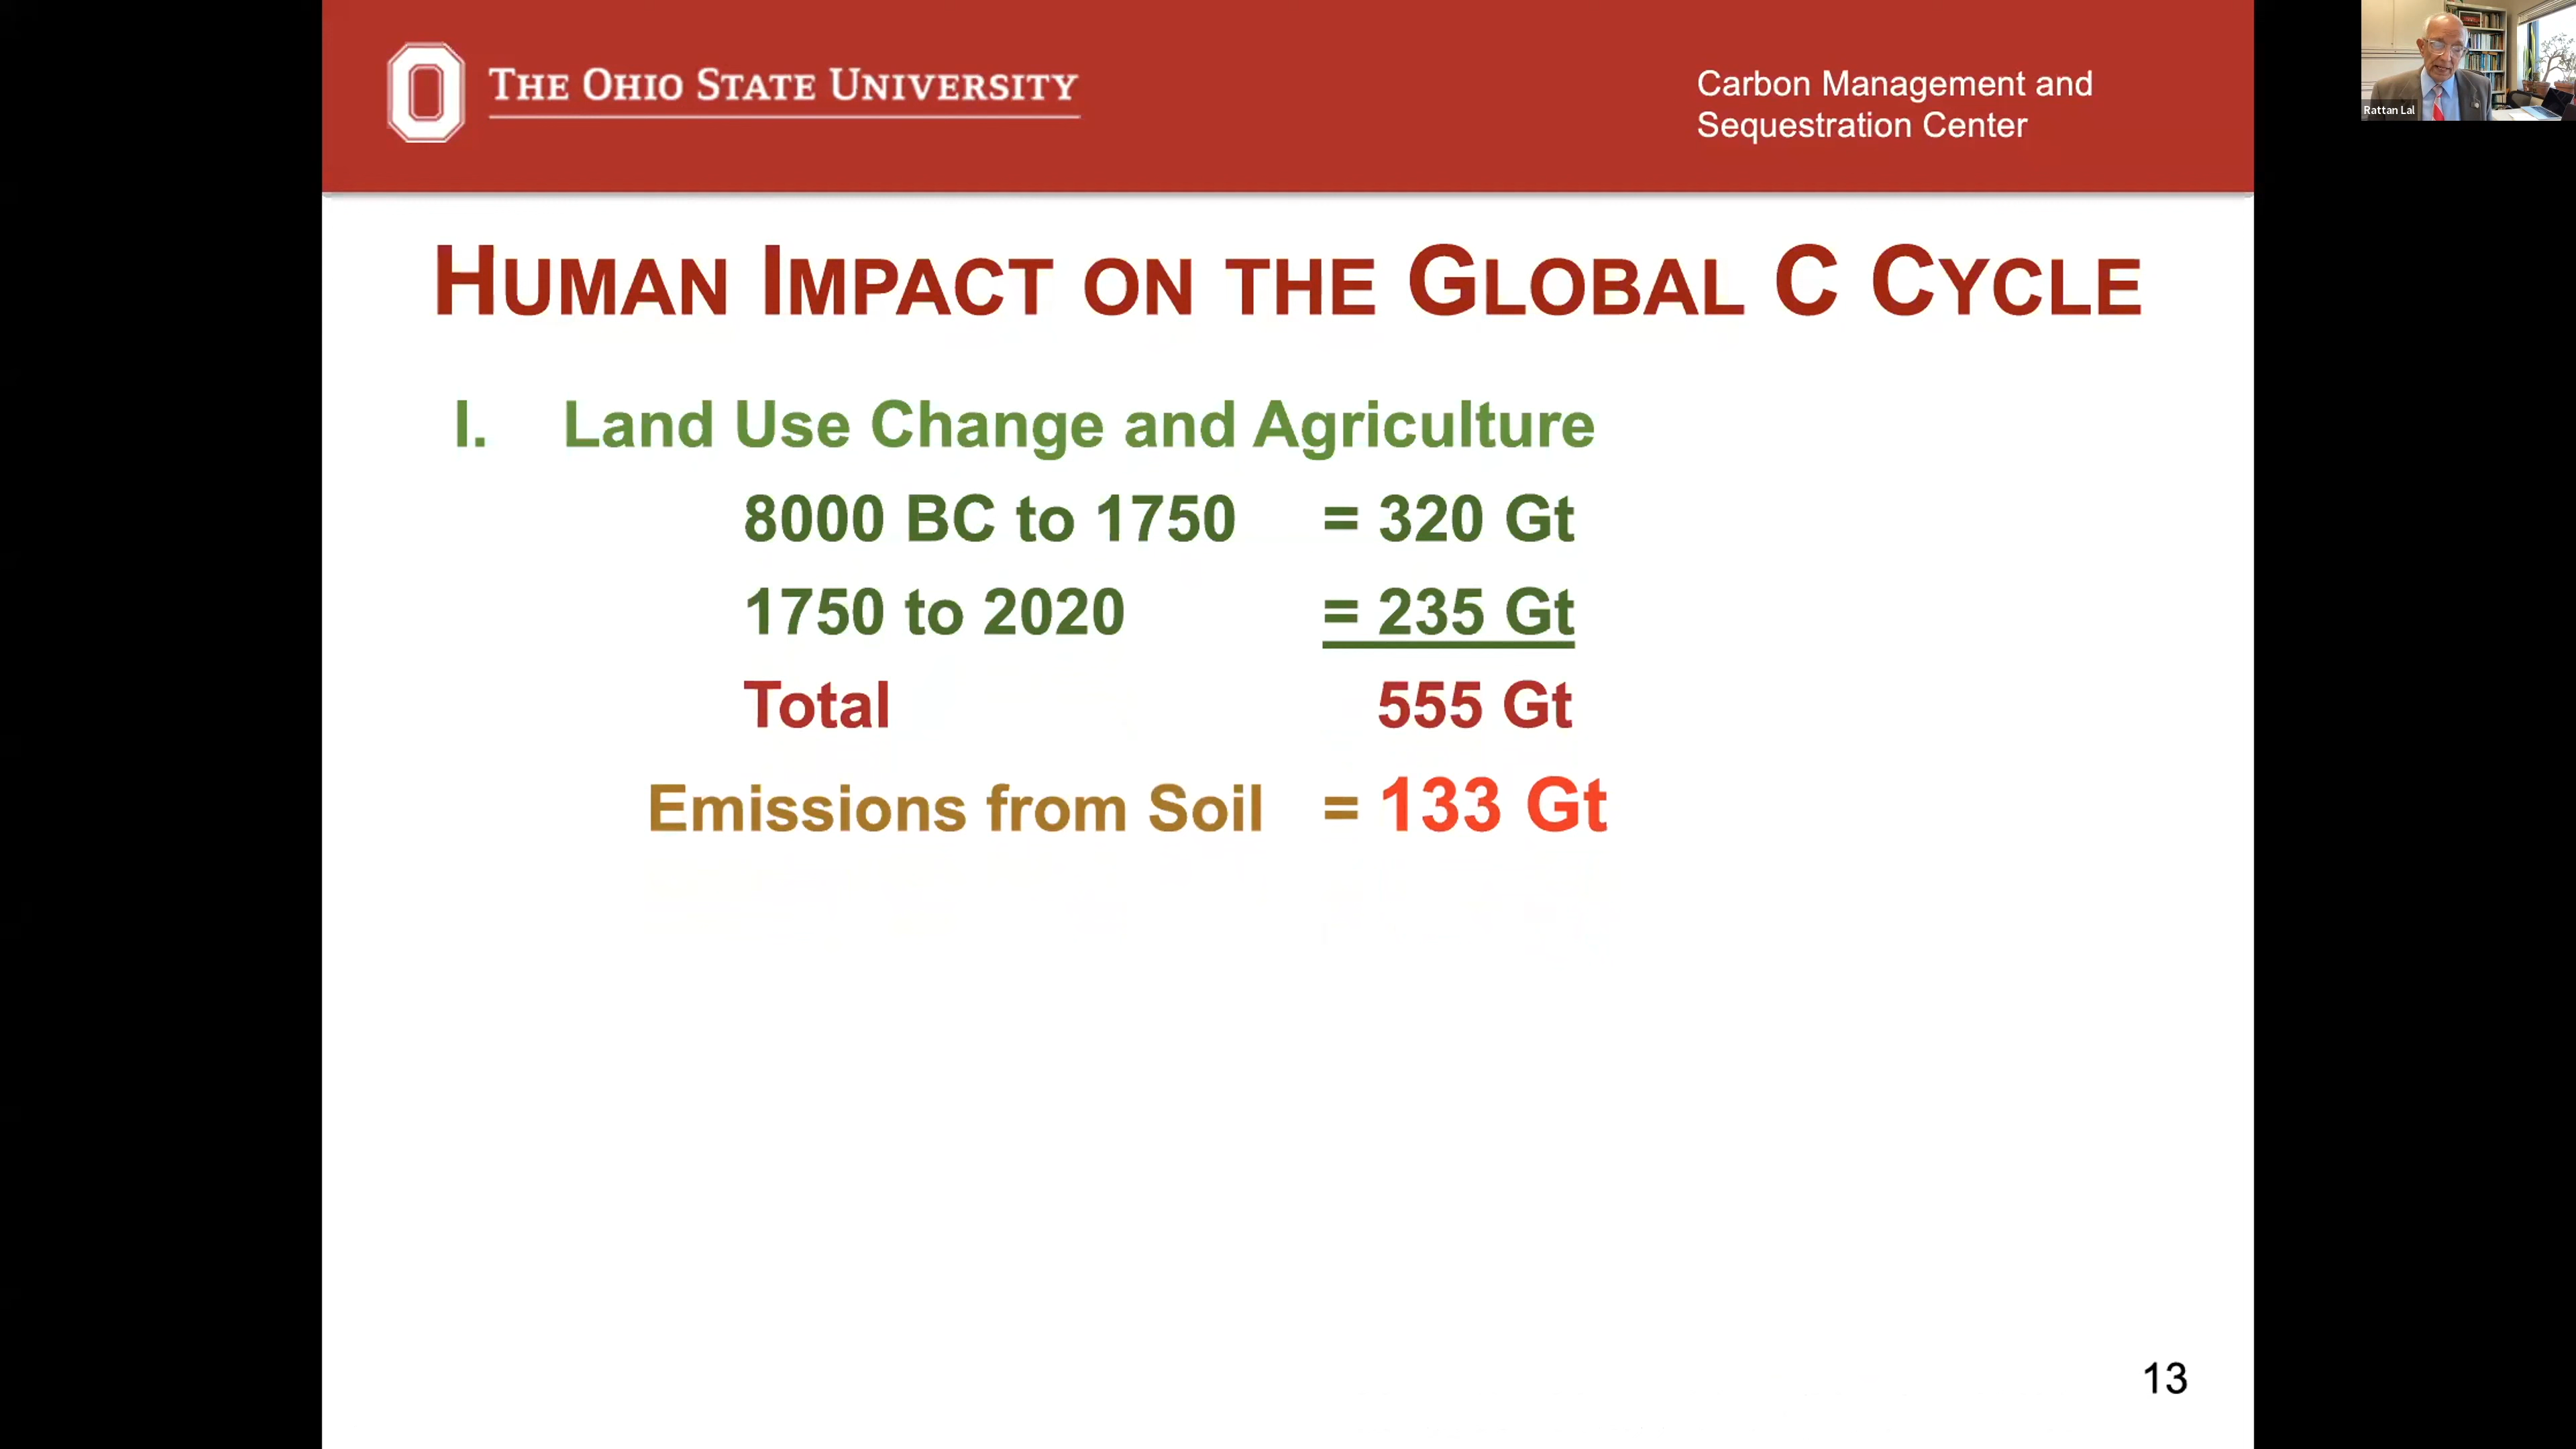 THE OHIO STATE UNIVERSITY
Carbon Management and
Sequestration Center
Rattan Lal
HUMAN IMPACT ON THE GLOBAL C CYCLE
I. Land Use Change and Agriculture
8000 BC to 1750 = 320 Gt
1750 to 2020 = 235 Gt
Total 555 Gt
Emissions from Soil = 133 Gt
13